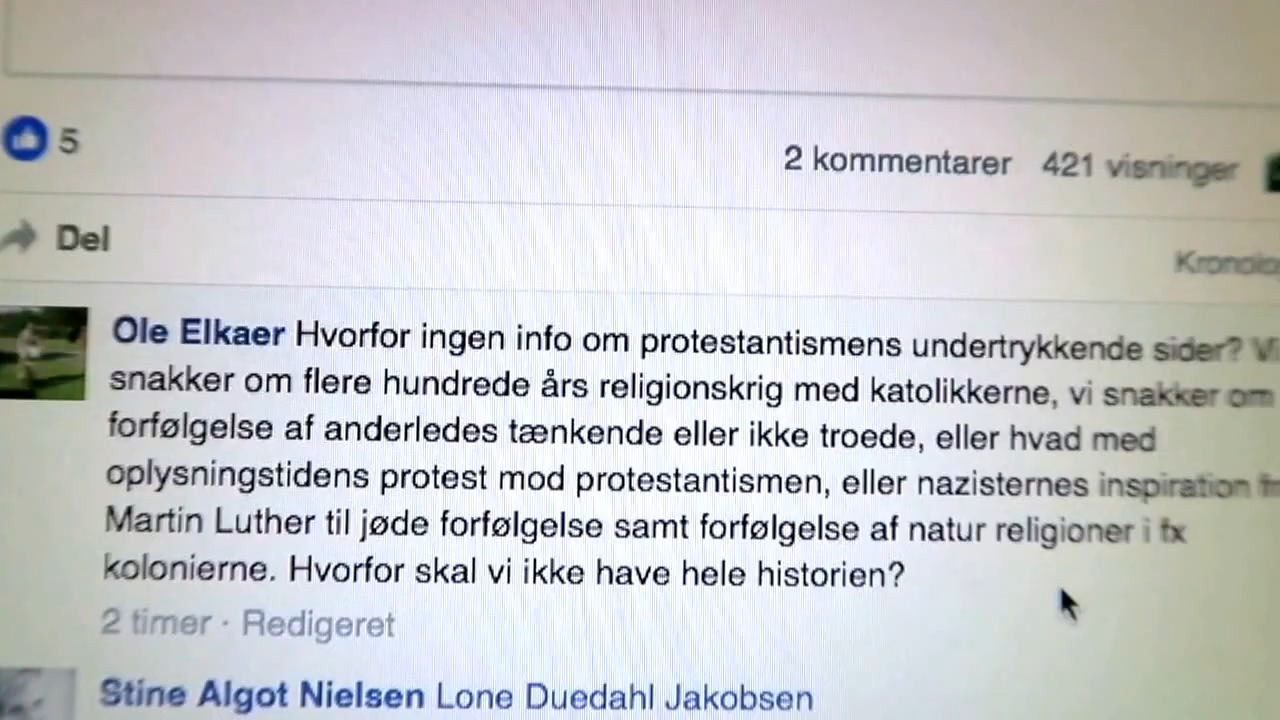 5
2 kommentarer 421 visninger
Del
Ole Elkaer Hvorfor ingen info om protestantismens undertrykkende sider? Vi
snakker om flere hundrede års religionskrig med katolikkerne, vi snakker om
forfølgelse af anderledes tænkende eller ikke troede, eller hvad med
oplysningstidens protest mod protestantismen, eller nazisternes inspiration
Martin Luther til jøde forfølgelse samt forfølgelse af natur religioner i fx
kolonierne. Hvorfor skal vi ikke have hele historien?
2 timer · Redigeret
Stine Algot Nielsen Lone Duedahl Jakobsen